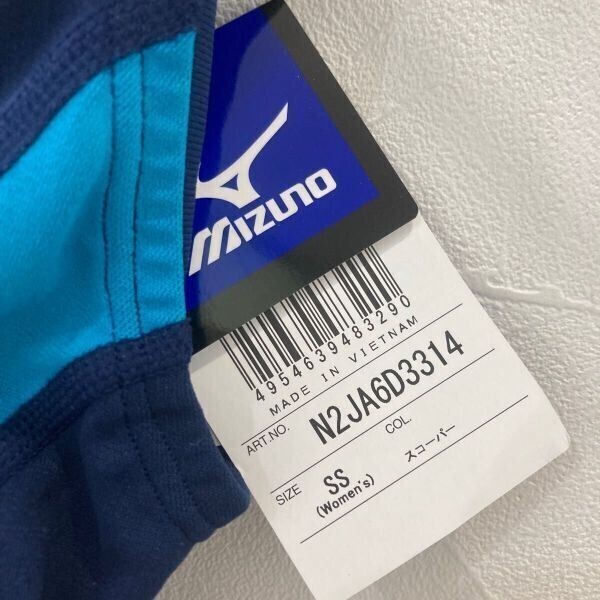 MIZUNO
4954639483290
MADE IN VIETNAM
ART.NO. N2JA6D3314
COL.
SIZE SS
(Women's)
スコーパー